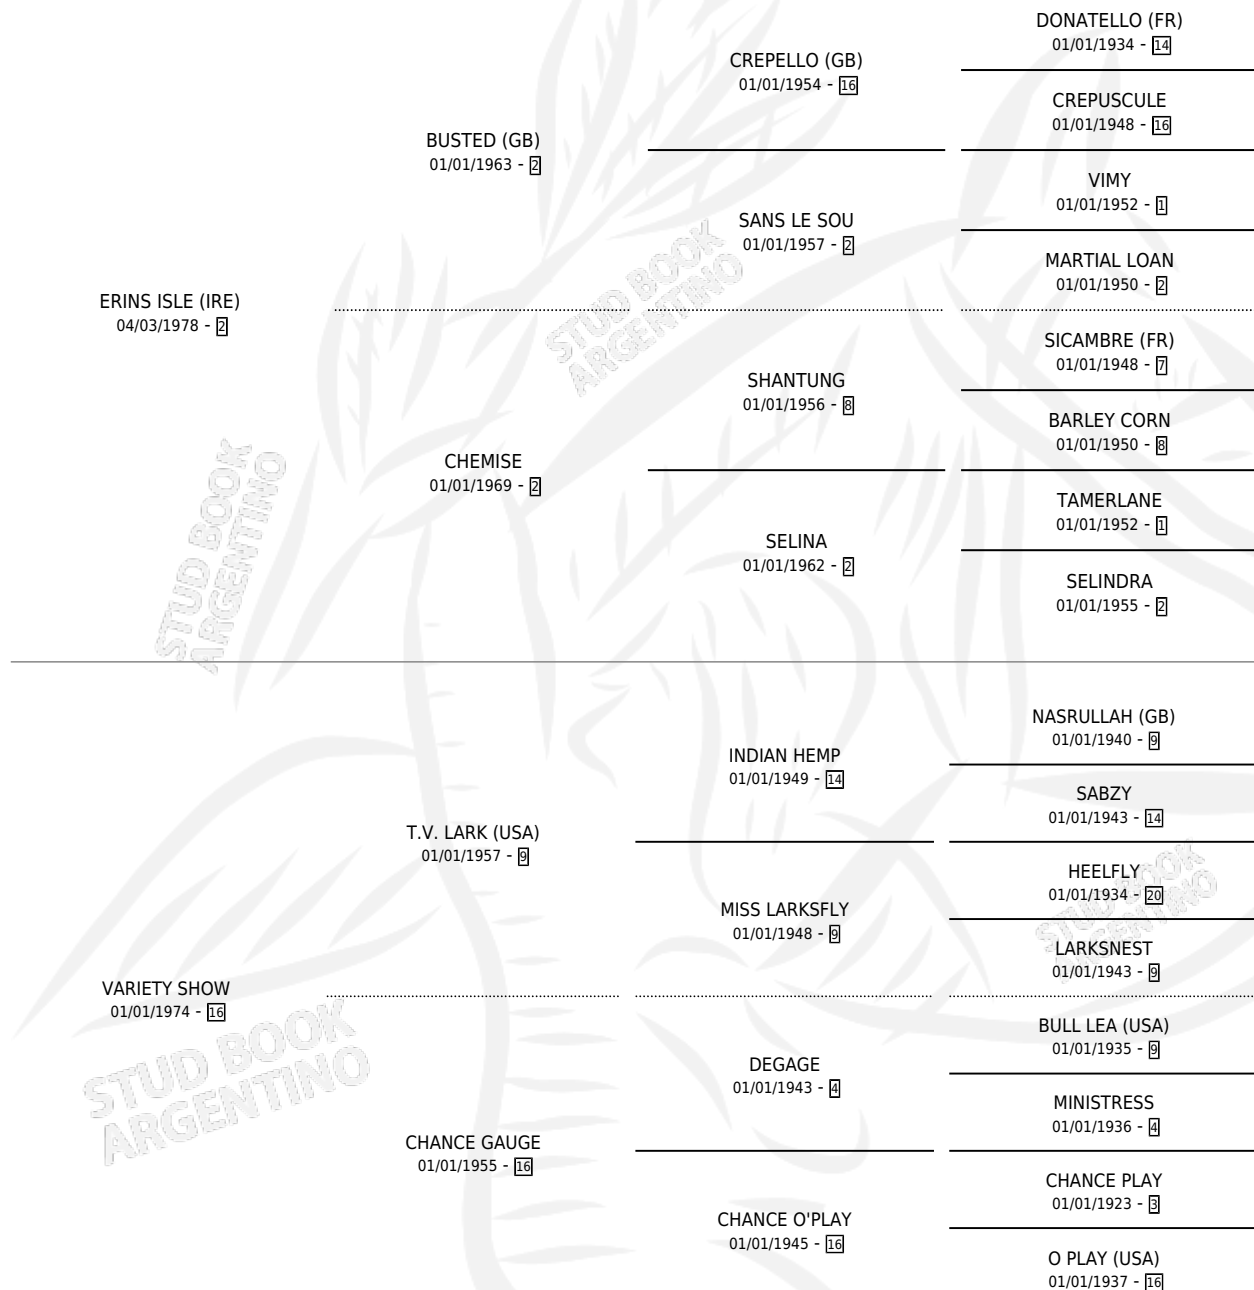 DONATELLO (FR)
01/01/1934 - 14
CREPELLO (GB)
01/01/1954 - 16
CREPUSCULE
01/01/1948 - 16
BUSTED (GB)
01/01/1963 - 2
VIMY
01/01/1952 - 1
SANS LE SOU
01/01/1957 - 2
MARTIAL LOAN
01/01/1950 - 2
ERINS ISLE (IRE)
04/03/1978 - 2
SICAMBRE (FR)
01/01/1948 - 7
SHANTUNG
01/01/1956 - 8
BARLEY CORN
01/01/1950 - 8
CHEMISE
01/01/1969 - 2
TAMERLANE
01/01/1952 - 1
SELINA
01/01/1962 - 2
SELINDRA
01/01/1955 - 2
STUD BOOK
ARGENTINO
STUD BOOK
ARGENTINO
NASRULLAH (GB)
01/01/1940 - 9
INDIAN HEMP
01/01/1949 - 14
SABZY
01/01/1943 - 14
T.V. LARK (USA)
01/01/1957 - 9
HEELFLY
01/01/1934 - 20
MISS LARKSFLY
01/01/1948 - 9
LARKSNEST
01/01/1943 - 9
STUD BOOK
ARGENTINO
VARIETY SHOW
01/01/1974 - 16
BULL LEA (USA)
01/01/1935 - 9
DEGAGE
01/01/1943 - 4
MINISTRESS
01/01/1936 - 4
CHANCE GAUGE
01/01/1955 - 16
CHANCE PLAY
01/01/1923 - 3
CHANCE O'PLAY
01/01/1945 - 16
O PLAY (USA)
01/01/1937 - 16
STUD BOOK
ARGENTINO